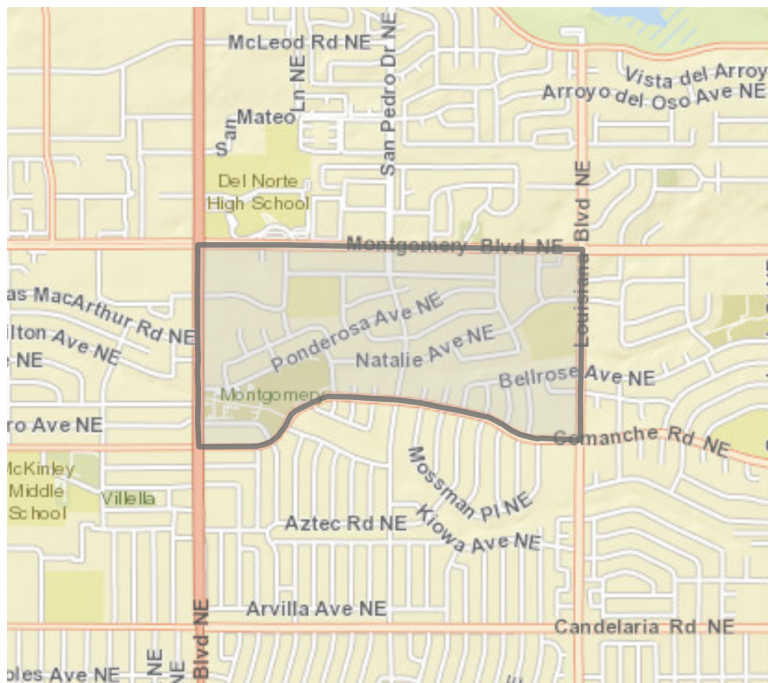 McLeod Rd NE
San Pedro Dr NE
Vista del Arroy
Arroyo del Oso Ave NE
San Mateo Ln NE
Del Norte
High School
Louisiana Blvd NE
Montgomery Blvd NE
as MacArthur Rd NE
ilton Ave NE
NE
Ponderosa Ave NE
Natalie Ave NE
Bellrose Ave NE
Montgomery
ro Ave NE
Comanche Rd NE
McKinley
Middle
School
Villella
Mossman Pl NE
Aztec Rd NE
Kiowa Ave NE
Arvilla Ave NE
Candelaria Rd NE
Blvd NE
oles Ave NE
NE
NE